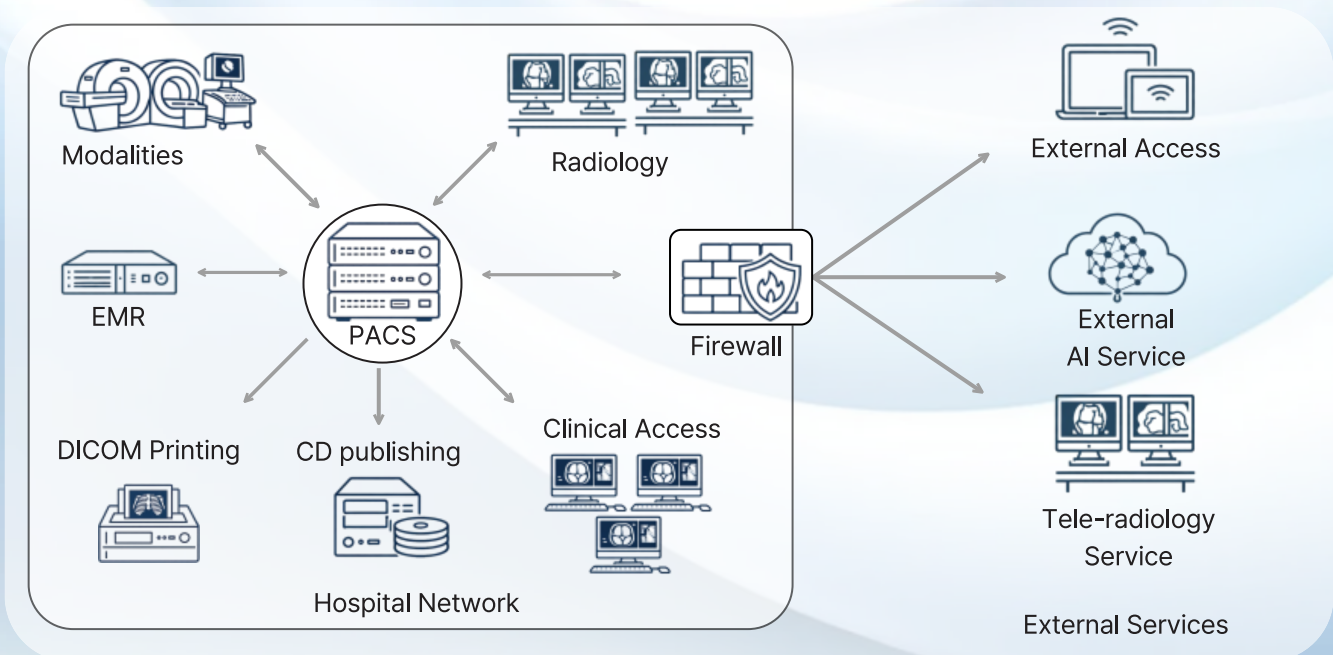 Modalities
Radiology
External Access
EMR
PACS
Firewall
External
AI Service
DICOM Printing
CD publishing
Clinical Access
Tele-radiology
Service
Hospital Network
External Services